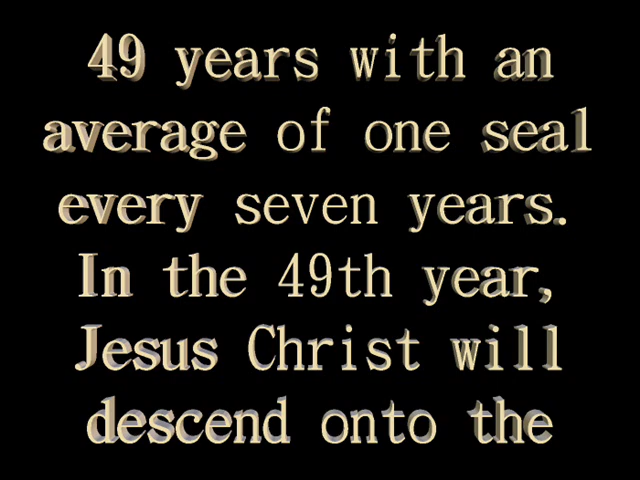 49 years with an
average of one seal
every seven years.
In the 49th year,
Jesus Christ will
descend onto the